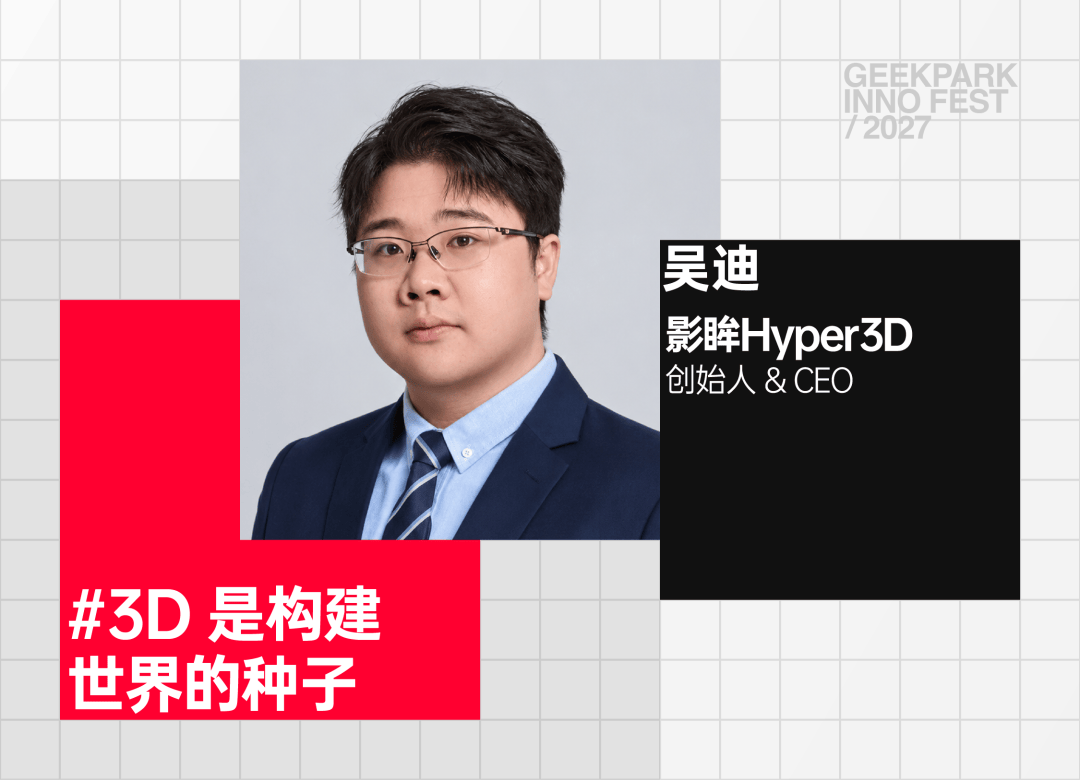 GEEKPARK
INNO FEST
/ 2027
吴迪
影眸Hyper3D
创始人 & CEO
#3D 是构建
世界的种子